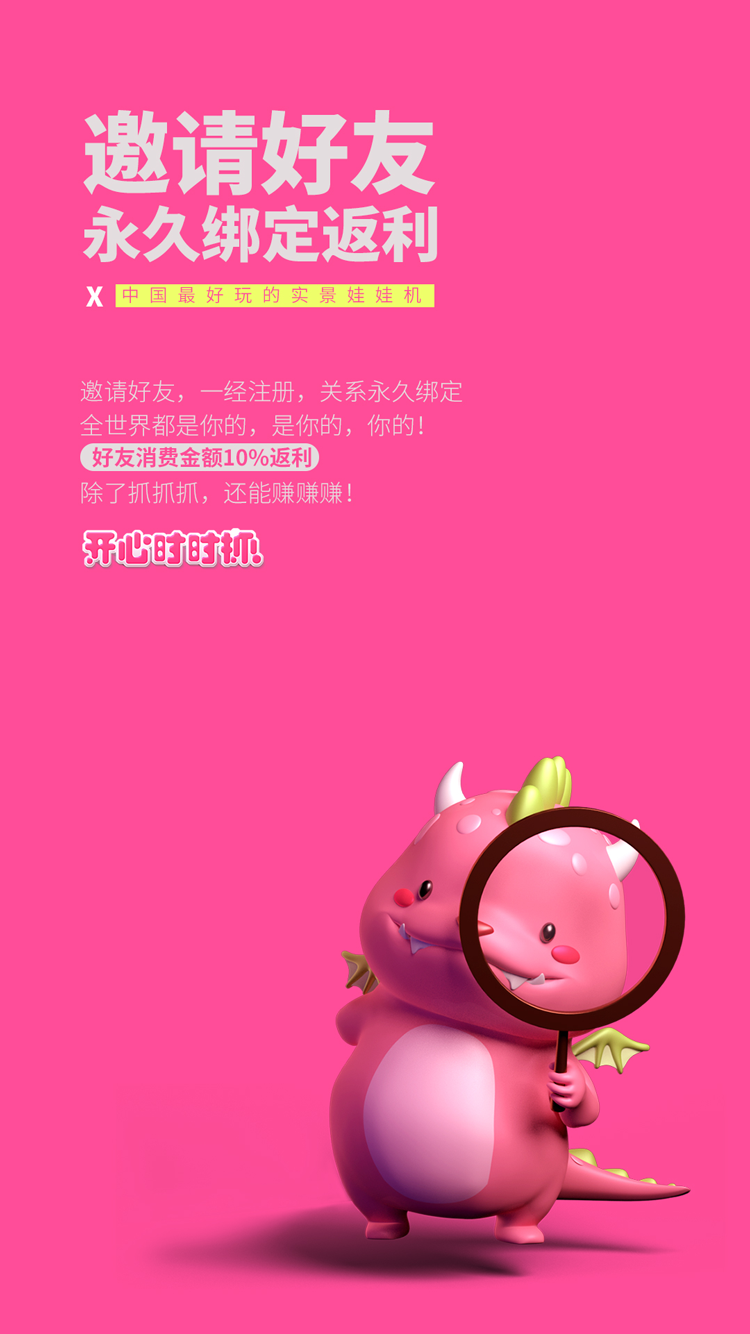 邀请好友
永久绑定返利
X 中国最好玩的实景娃娃机
邀请好友，一经注册，关系永久绑定
全世界都是你的，是你的，你的！
好友消费金额10%返利
除了抓抓抓，还能赚赚赚！
开心时时抓